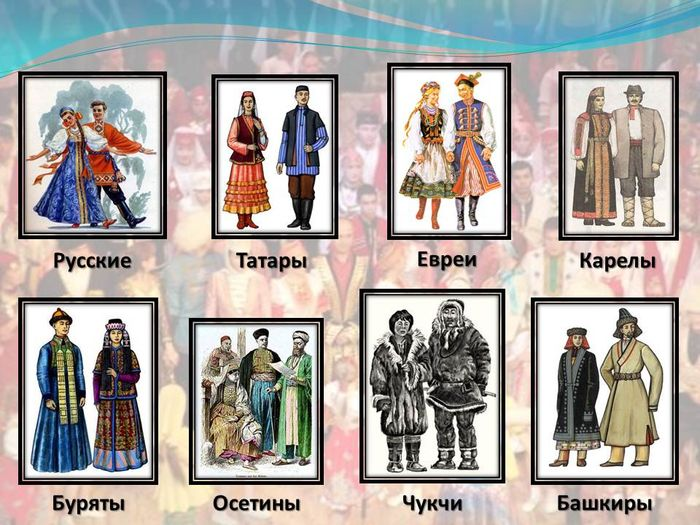 Русские
Татары
Евреи
Карелы
Буряты
Осетины
Чукчи
Башкиры